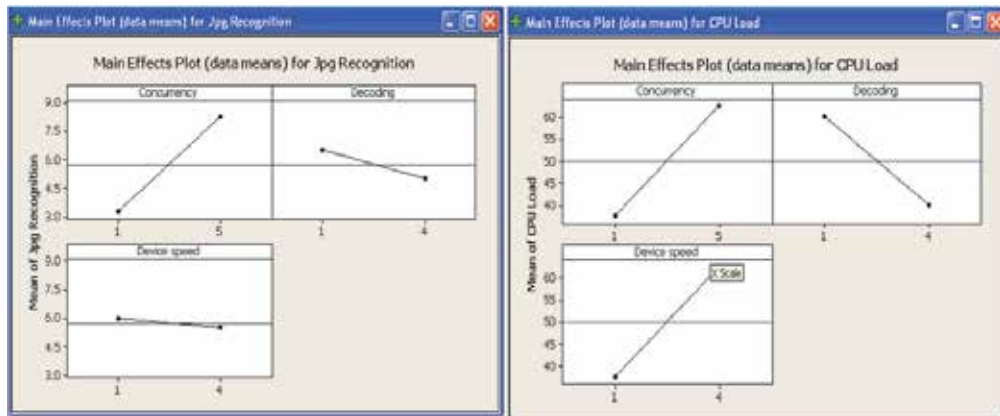 Main Effects Plot (data means) for Jpg Recognition
Main Effects Plot (data means) for Jpg Recognition
Concurrency
Decoding
9.0
7.5
6.0
4.5
3.0
1
5
1
4
Mean of Jpg Recognition
Device speed
9.0
7.5
6.0
4.5
3.0
1
4
Main Effects Plot (data means) for CPU Load
Main Effects Plot (data means) for CPU Load
Concurrency
Decoding
60
55
50
45
40
1
5
1
4
Mean of CPU Load
Device speed
X Scale
60
55
50
45
40
1
4